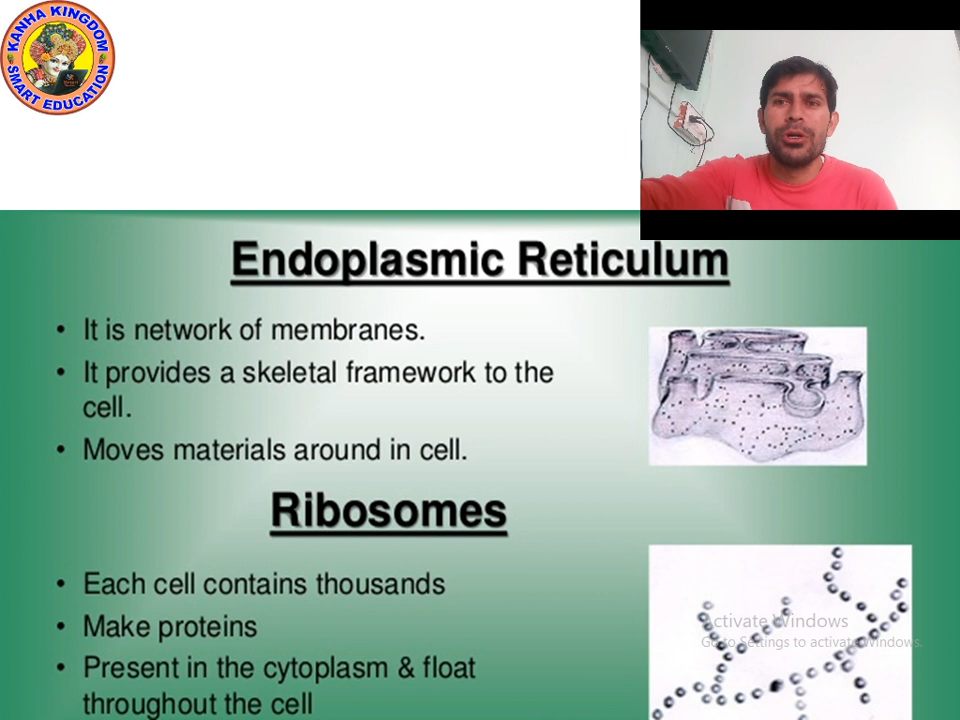 KANHA KINGDOM
SMART EDUCATION
Endoplasmic Reticulum
• It is network of membranes.
• It provides a skeletal framework to the
cell.
• Moves materials around in cell.
Ribosomes
• Each cell contains thousands
• Make proteins
• Present in the cytoplasm & float
throughout the cell
Activate Windows
Go to Settings to activate Windows.